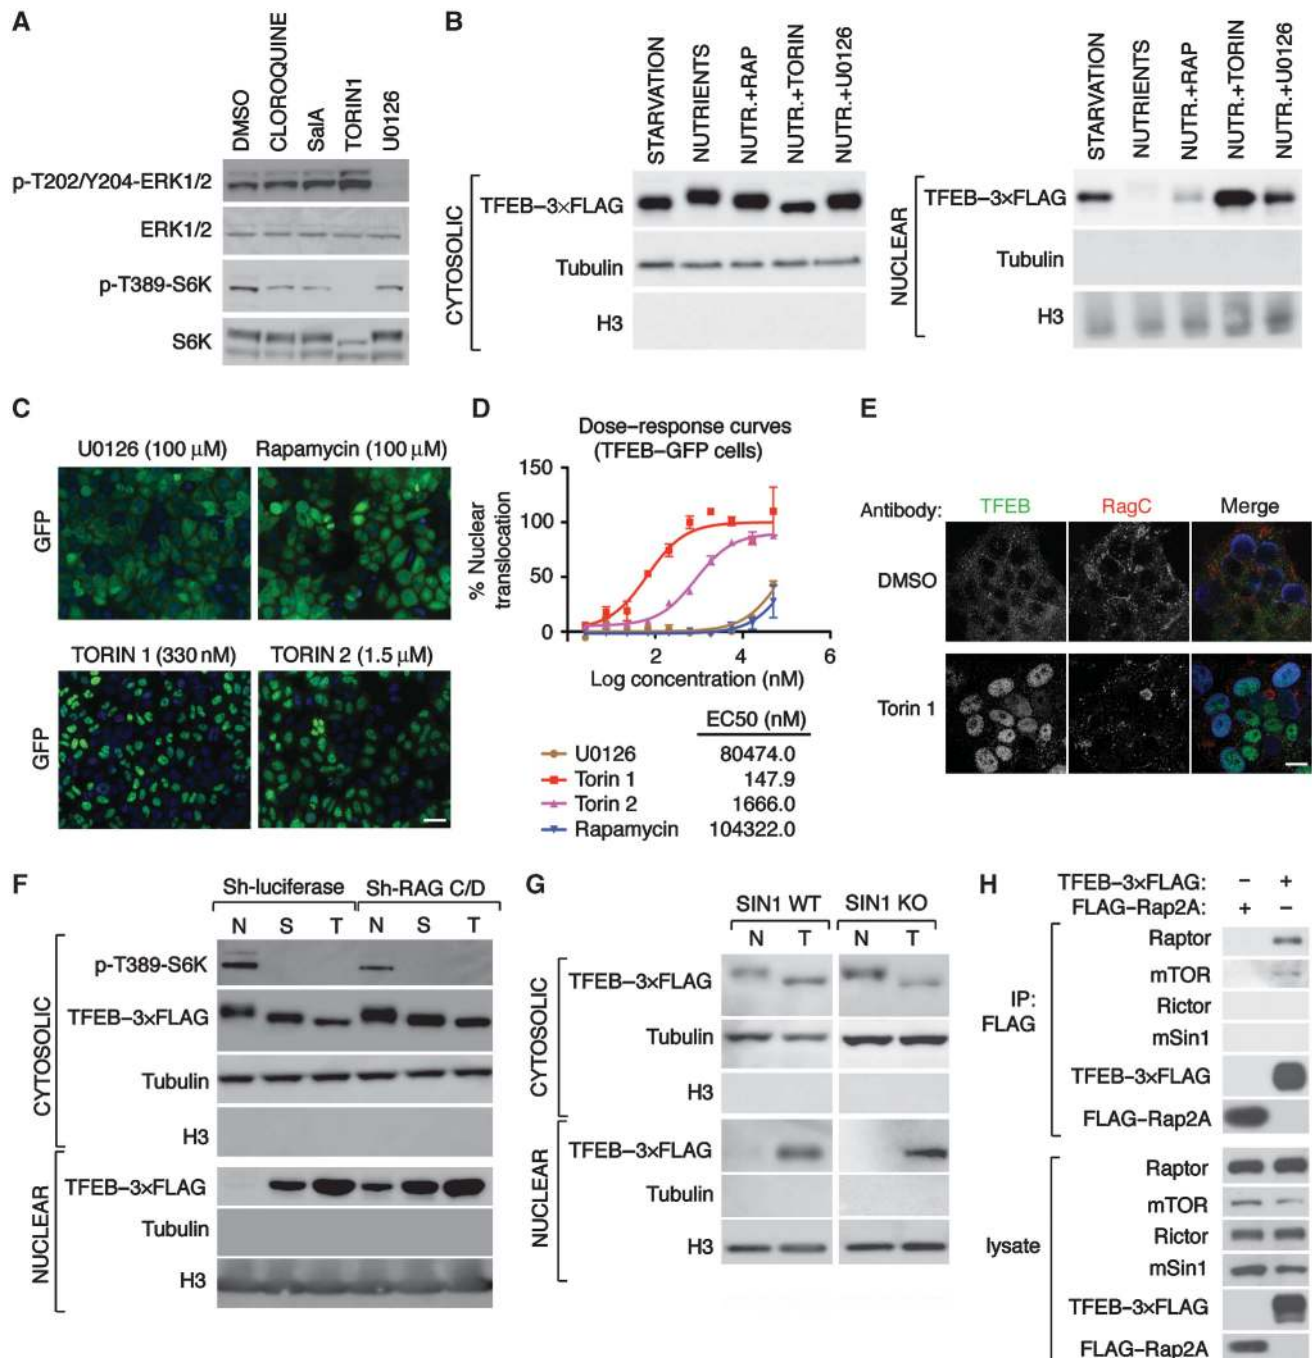 A
DMSO
CLOROQUINE
SalA
TORIN1
U0126
p-T202/Y204-ERK1/2
ERK1/2
p-T389-S6K
S6K
B
STARVATION
NUTRIENTS
NUTR.+RAP
NUTR.+TORIN
NUTR.+U0126
CYTOSOLIC
TFEB–3×FLAG
Tubulin
H3
STARVATION
NUTRIENTS
NUTR.+RAP
NUTR.+TORIN
NUTR.+U0126
NUCLEAR
TFEB–3×FLAG
Tubulin
H3
C
U0126 (100 μM)
Rapamycin (100 μM)
GFP
TORIN 1 (330 nM)
TORIN 2 (1.5 μM)
GFP
D
Dose–response curves
(TFEB–GFP cells)
% Nuclear
translocation
150
100
50
0
2
4
6
Log concentration (nM)
EC50 (nM)
U0126 80474.0
Torin 1 147.9
Torin 2 1666.0
Rapamycin 104322.0
E
Antibody: TFEB RagC Merge
DMSO
Torin 1
F
Sh-luciferase Sh-RAG C/D
N S T N S T
CYTOSOLIC
p-T389-S6K
TFEB–3×FLAG
Tubulin
H3
NUCLEAR
TFEB–3×FLAG
Tubulin
H3
G
SIN1 WT SIN1 KO
N T N T
CYTOSOLIC
TFEB–3×FLAG
Tubulin
H3
NUCLEAR
TFEB–3×FLAG
Tubulin
H3
H
TFEB–3×FLAG: – +
FLAG–Rap2A: + –
IP:
FLAG
Raptor
mTOR
Rictor
mSin1
TFEB–3×FLAG
FLAG–Rap2A
lysate
Raptor
mTOR
Rictor
mSin1
TFEB–3×FLAG
FLAG–Rap2A